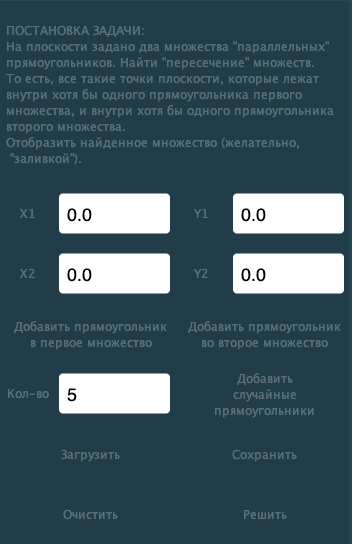 ПОСТАНОВКА ЗАДАЧИ:
На плоскости задано два множества "параллельных"
прямоугольников. Найти "пересечение" множеств.
То есть, все такие точки плоскости, которые лежат
внутри хотя бы одного прямоугольника первого
множества, и внутри хотя бы одного прямоугольника
второго множества.
Отобразить найденное множество (желательно,
"заливкой").
X1 0.0 Y1 0.0
X2 0.0 Y2 0.0
Добавить прямоугольник
в первое множество
Добавить прямоугольник
во второе множество
Кол-во 5
Добавить
случайные
прямоугольники
Загрузить Сохранить
Очистить Решить